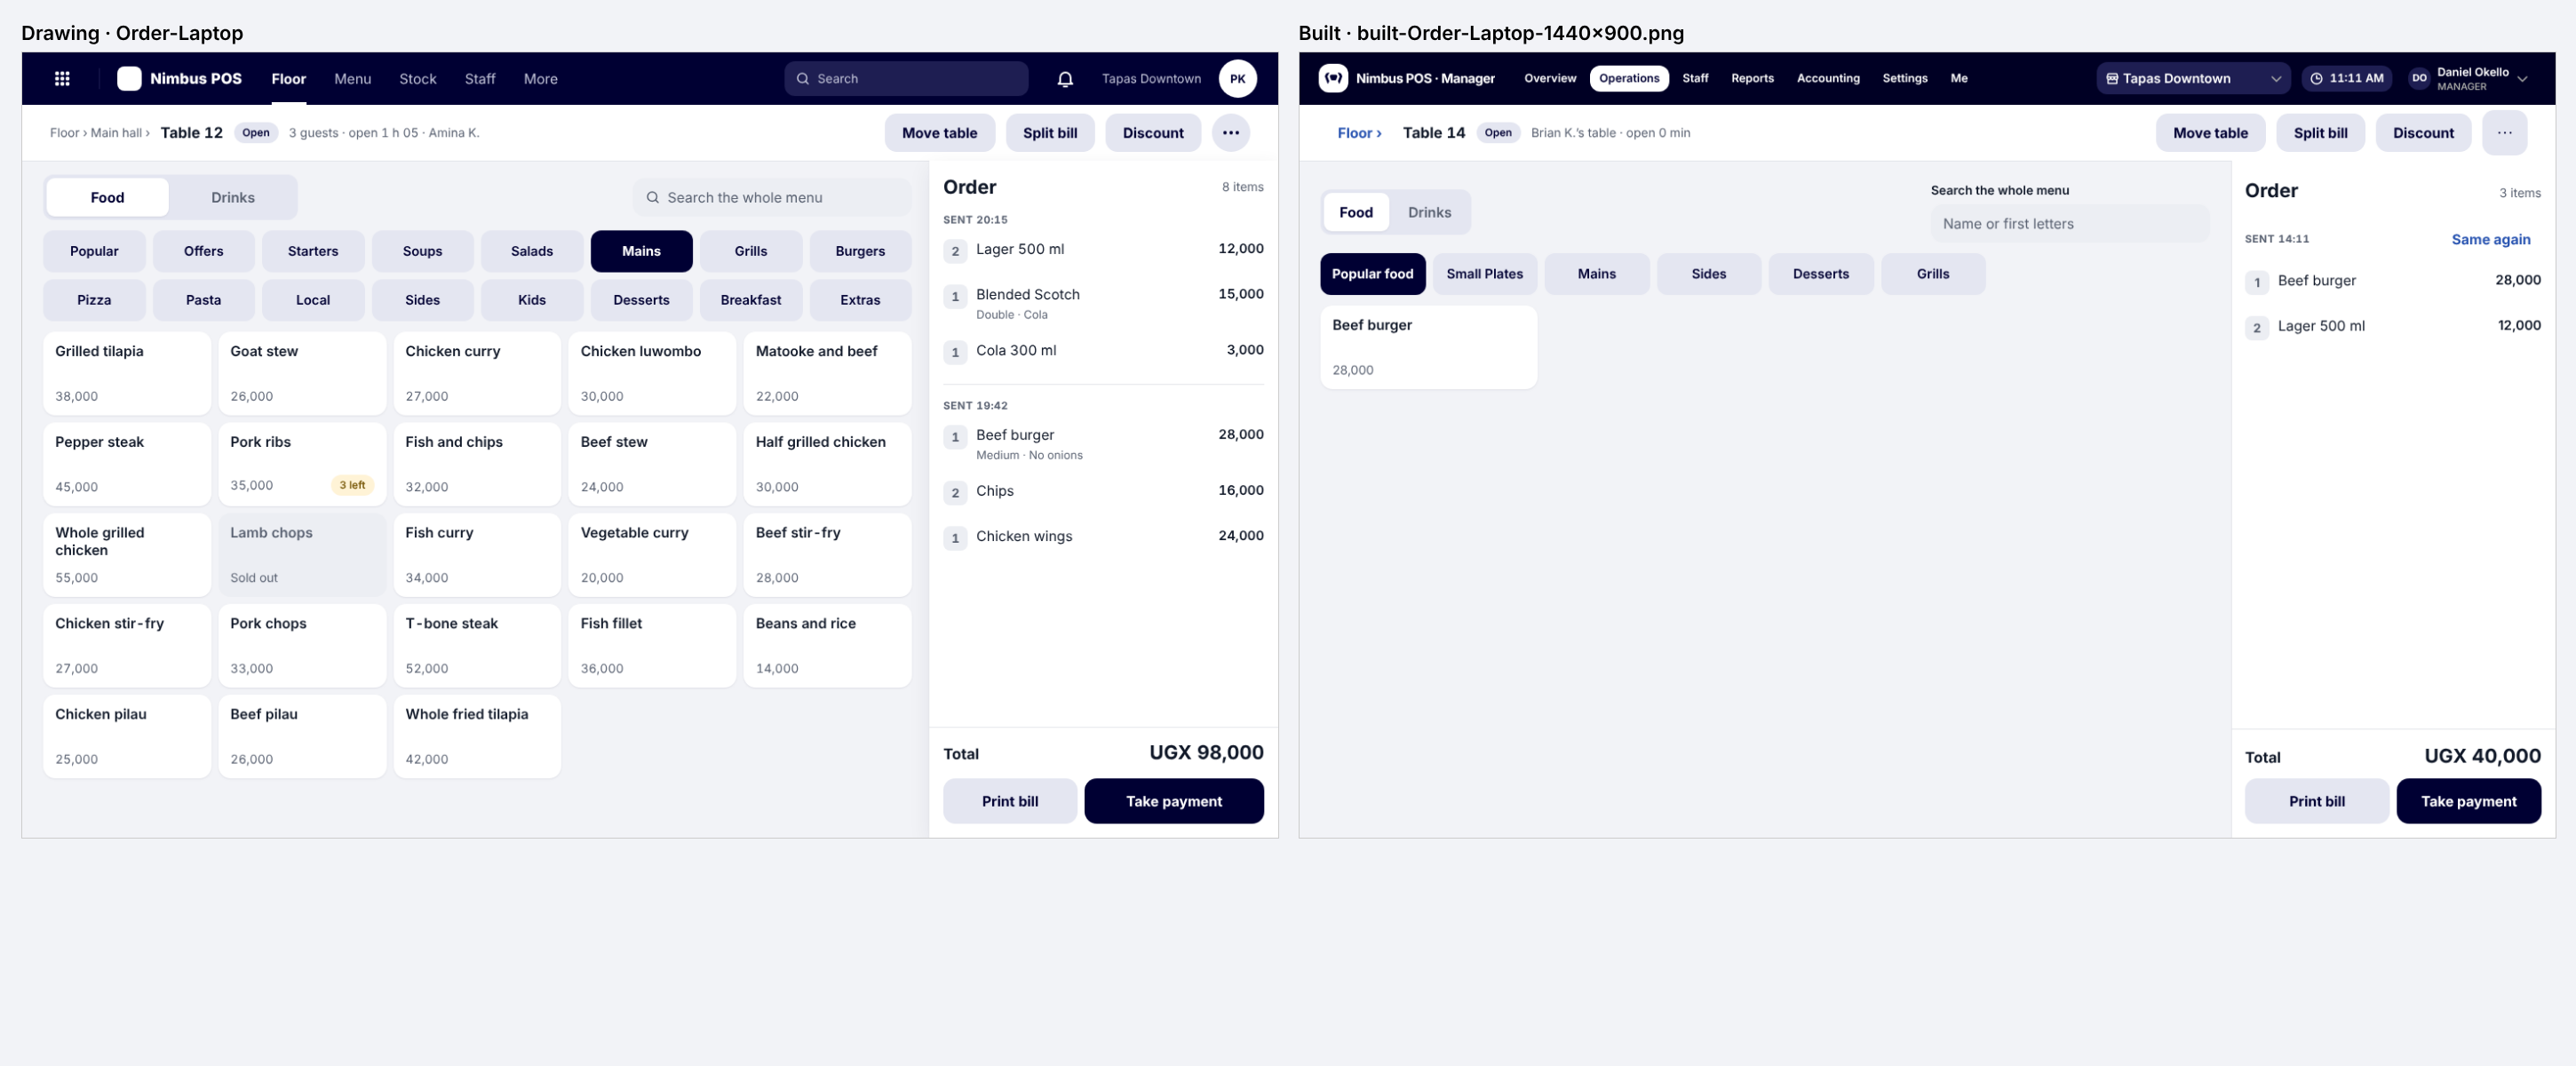 Drawing · Order-Laptop
Nimbus POS Floor Menu Stock Staff More Search Tapas Downtown PK
Floor › Main hall › Table 12 Open 3 guests · open 1 h 05 · Amina K. Move table Split bill Discount ···
Food Drinks Search the whole menu
Popular Offers Starters Soups Salads Mains Grills Burgers
Pizza Pasta Local Sides Kids Desserts Breakfast Extras
Grilled tilapia Goat stew Chicken curry Chicken luwombo Matooke and beef
38,000 26,000 27,000 30,000 22,000
Pepper steak Pork ribs Fish and chips Beef stew Half grilled chicken
45,000 35,000 3 left 32,000 24,000 30,000
Whole grilled chicken Lamb chops Fish curry Vegetable curry Beef stir-fry
55,000 Sold out 34,000 20,000 28,000
Chicken stir-fry Pork chops T-bone steak Fish fillet Beans and rice
27,000 33,000 52,000 36,000 14,000
Chicken pilau Beef pilau Whole fried tilapia
25,000 26,000 42,000
Order 8 items
SENT 20:15
2 Lager 500 ml 12,000
1 Blended Scotch 15,000
Double · Cola
1 Cola 300 ml 3,000
SENT 19:42
1 Beef burger 28,000
Medium · No onions
2 Chips 16,000
1 Chicken wings 24,000
Total UGX 98,000
Print bill Take payment
Built · built-Order-Laptop-1440×900.png
Nimbus POS · Manager Overview Operations Staff Reports Accounting Settings Me Tapas Downtown 11:11 AM DO Daniel Okello
MANAGER
Floor › Table 14 Open Brian K.'s table · open 0 min Move table Split bill Discount ···
Food Drinks
Search the whole menu
Name or first letters
Popular food Small Plates Mains Sides Desserts Grills
Beef burger
28,000
Order 3 items
SENT 14:11 Same again
1 Beef burger 28,000
2 Lager 500 ml 12,000
Total UGX 40,000
Print bill Take payment